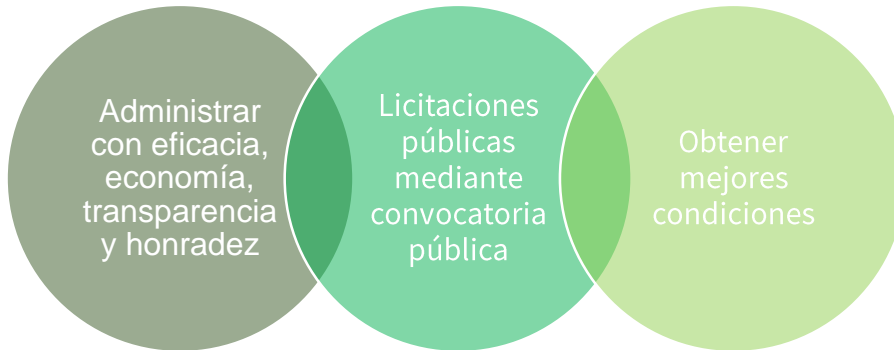 Administrar
con eficacia,
economía,
transparencia
y honradez
Licitaciones
públicas
mediante
convocatoria
pública
Obtener
mejores
condiciones